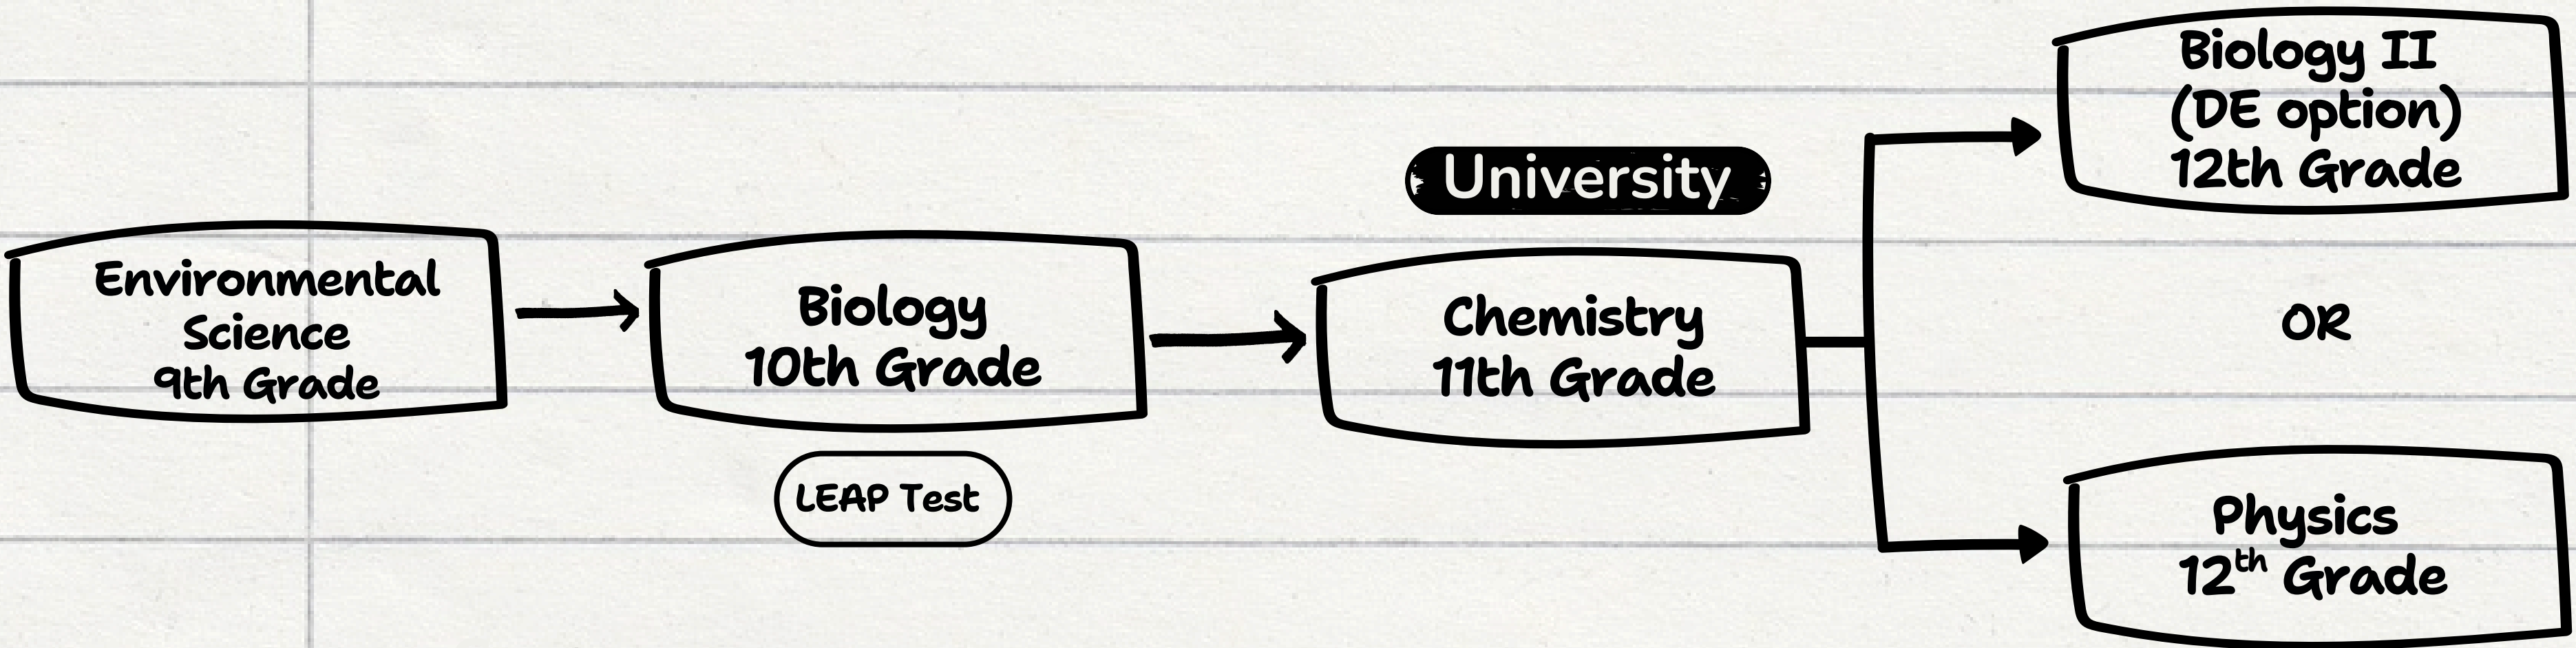 Environmental
Science
9th Grade
Biology
10th Grade
LEAP Test
University
Chemistry
11th Grade
Biology II
(DE option)
12th Grade
OR
Physics
12th Grade